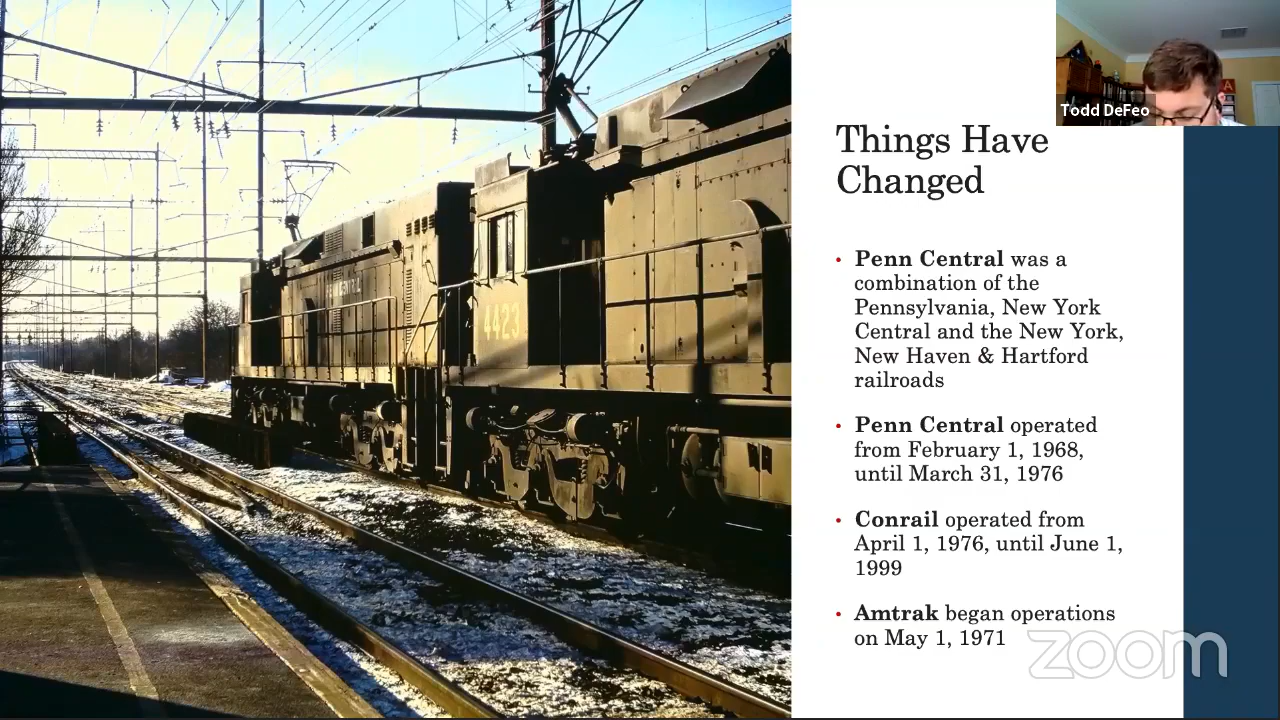 Todd DeFeo
Things Have
Changed
• Penn Central was a
combination of the
Pennsylvania, New York
Central and the New York,
New Haven & Hartford
railroads
• Penn Central operated
from February 1, 1968,
until March 31, 1976
• Conrail operated from
April 1, 1976, until June 1,
1999
• Amtrak began operations
on May 1, 1971
4423
zoom